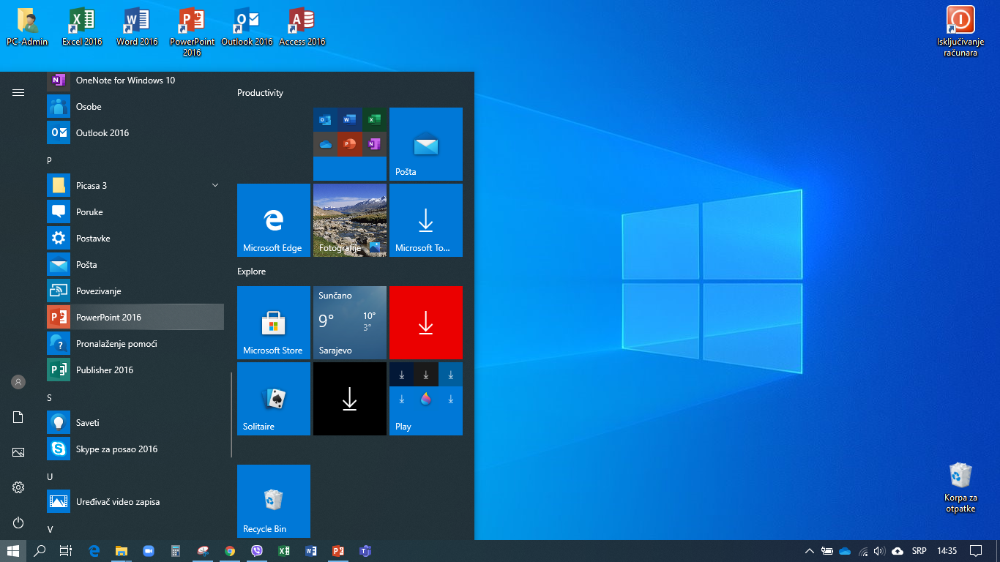 PC-Admin
Excel 2016
Word 2016
PowerPoint
2016
Outlook 2016
Access 2016
Isključivanje
računara
OneNote for Windows 10
Osobe
Outlook 2016
P
Picasa 3
Poruke
Postavke
Pošta
Povezivanje
PowerPoint 2016
Pronalaženje pomoći
Publisher 2016
S
Saveti
Skype za posao 2016
U
Uređivač video zapisa
V
Productivity
Pošta
Microsoft Edge
Fotografije
Microsoft To...
Explore
Microsoft Store
Sunčano
9°
10°
3°
Sarajevo
Solitaire
Play
Recycle Bin
Korpa za
otpatke
SRP
14:35